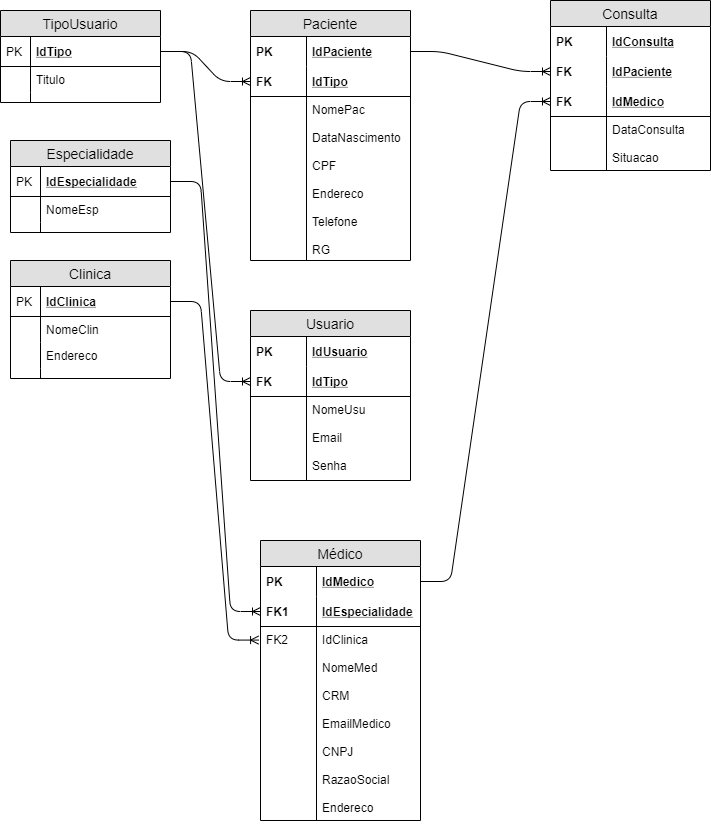 TipoUsuario
PK IdTipo
Titulo
Especialidade
PK IdEspecialidade
NomeEsp
Clinica
PK IdClinica
NomeClin
Endereco
Paciente
PK IdPaciente
FK IdTipo
NomePac
DataNascimento
CPF
Endereco
Telefone
RG
Usuario
PK IdUsuario
FK IdTipo
NomeUsu
Email
Senha
Médico
PK IdMedico
FK1 IdEspecialidade
FK2 IdClinica
NomeMed
CRM
EmailMedico
CNPJ
RazaoSocial
Endereco
Consulta
PK IdConsulta
FK IdPaciente
FK IdMedico
DataConsulta
Situacao